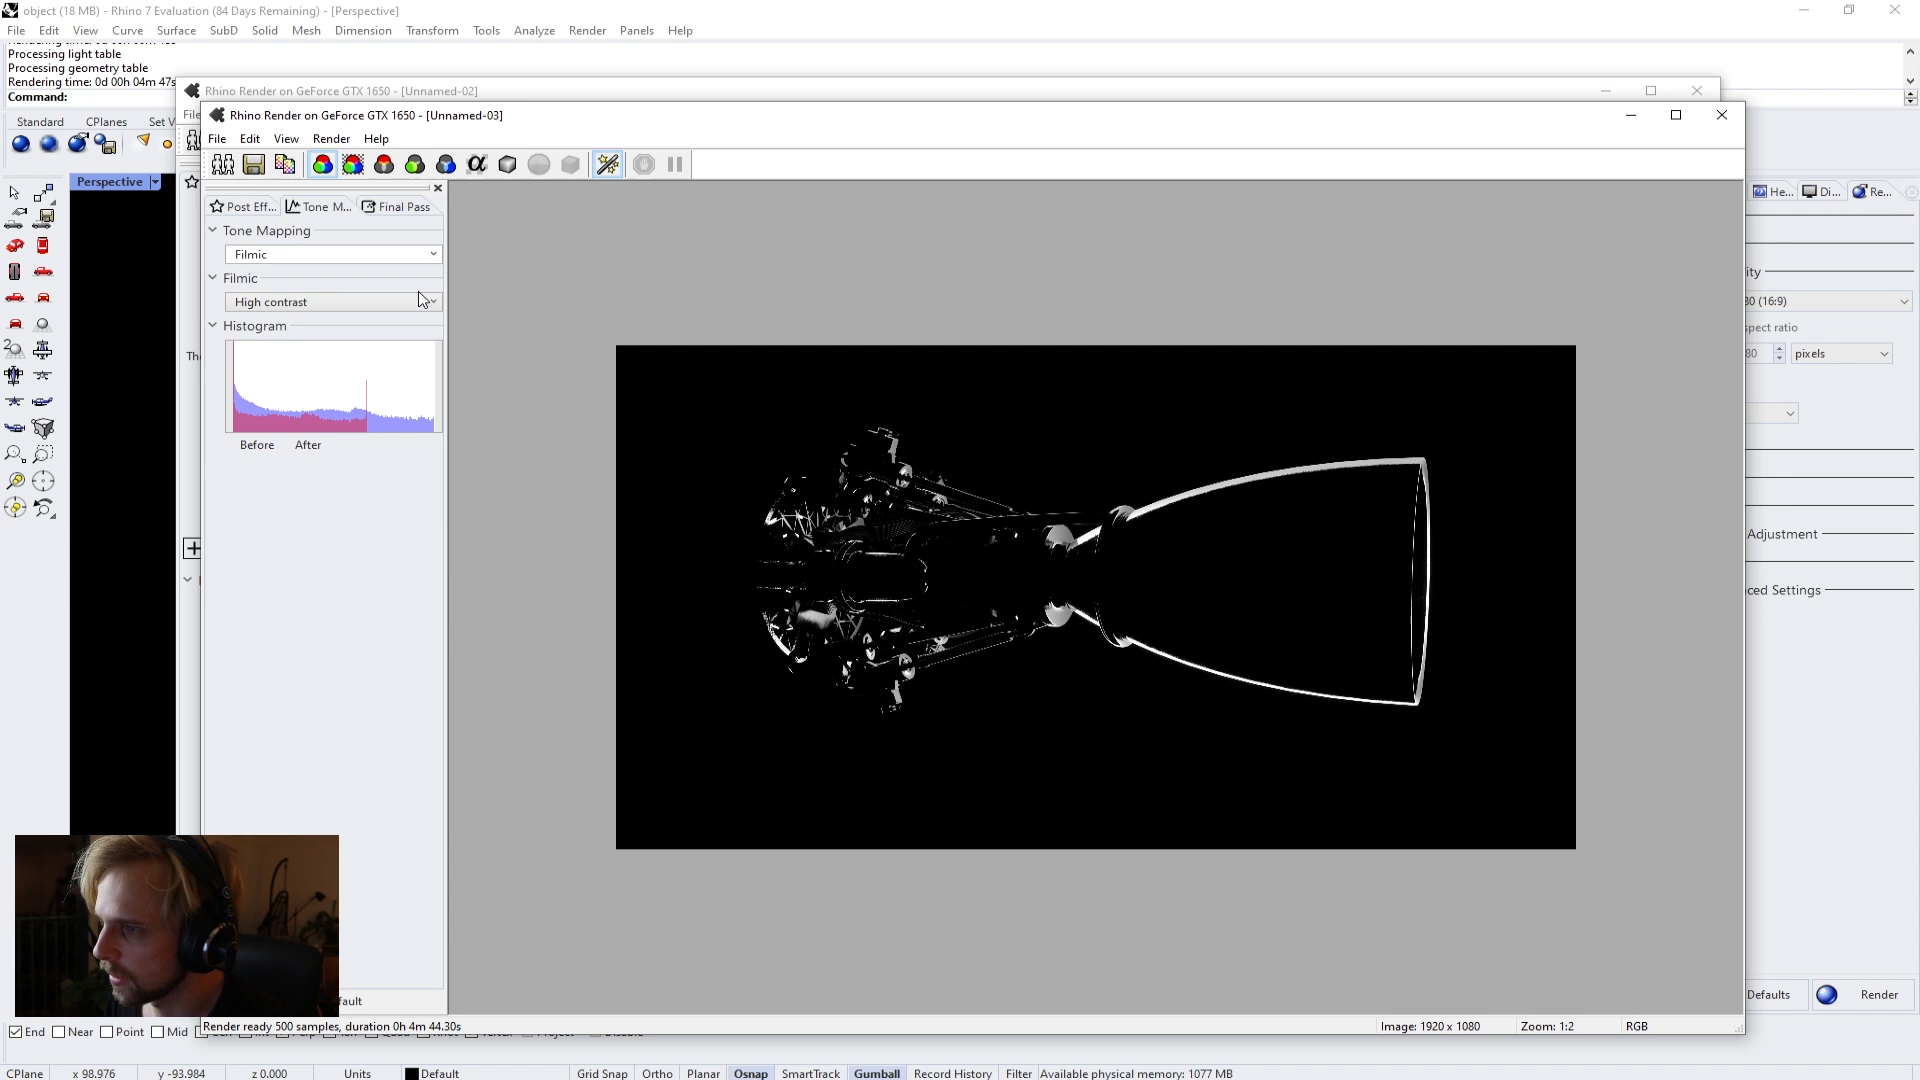 object (18 MB) - Rhino 7 Evaluation (84 Days Remaining) - [Perspective]
File Edit View Curve Surface SubD Solid Mesh Dimension Transform Tools Analyze Render Panels Help
Processing light table
Processing geometry table
Rendering time: 0d 00h 04m 47s
Command:
Rhino Render on GeForce GTX 1650 - [Unnamed-02]
Rhino Render on GeForce GTX 1650 - [Unnamed-03]
Standard CPlanes Set V
File Edit View Render Help
Perspective
He... Di... Re...
Post Eff... Tone M... Final Pass
Tone Mapping
Filmic
Filmic
High contrast
Histogram
Before After
ity
30 (16:9)
spect ratio
80 pixels
Adjustment
ced Settings
Defaults Render
fault
Render ready 500 samples, duration 0h 4m 44.30s
Image: 1920 x 1080 Zoom: 1:2 RGB
End Near Point Mid
CPlane x 98.976 y -93.984 z 0.000 Units Default Grid Snap Ortho Planar Osnap SmartTrack Gumball Record History Filter Available physical memory: 1077 MB